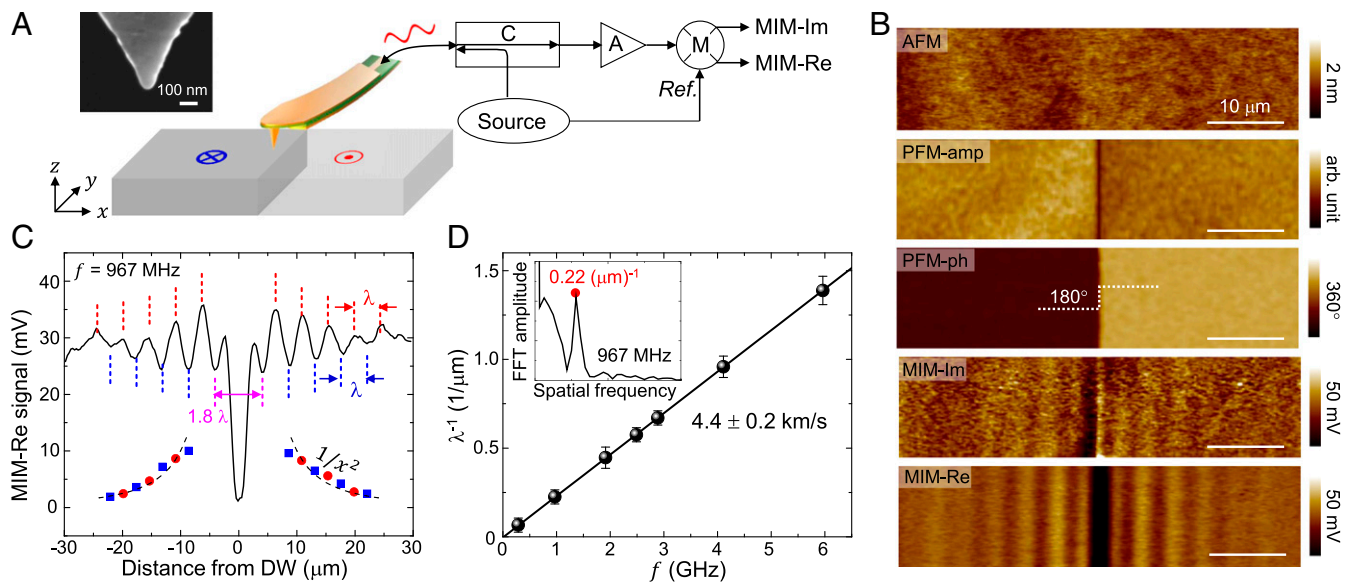 A
100 nm
C
A
M
MIM-Im
MIM-Re
Ref.
Source
z
y
x
B
AFM
10 μm
2 nm
PFM-amp
arb. unit
PFM-ph
180°
360°
MIM-Im
50 mV
MIM-Re
50 mV
C
f = 967 MHz
λ
λ
1.8 λ
1/x²
MIM-Re signal (mV)
40
30
20
10
0
-30
-20
-10
0
10
20
30
Distance from DW (μm)
D
0.22 (μm)⁻¹
FFT amplitude
967 MHz
Spatial frequency
4.4 ± 0.2 km/s
λ⁻¹ (1/μm)
1.5
1.0
0.5
0
0
1
2
3
4
5
6
f (GHz)